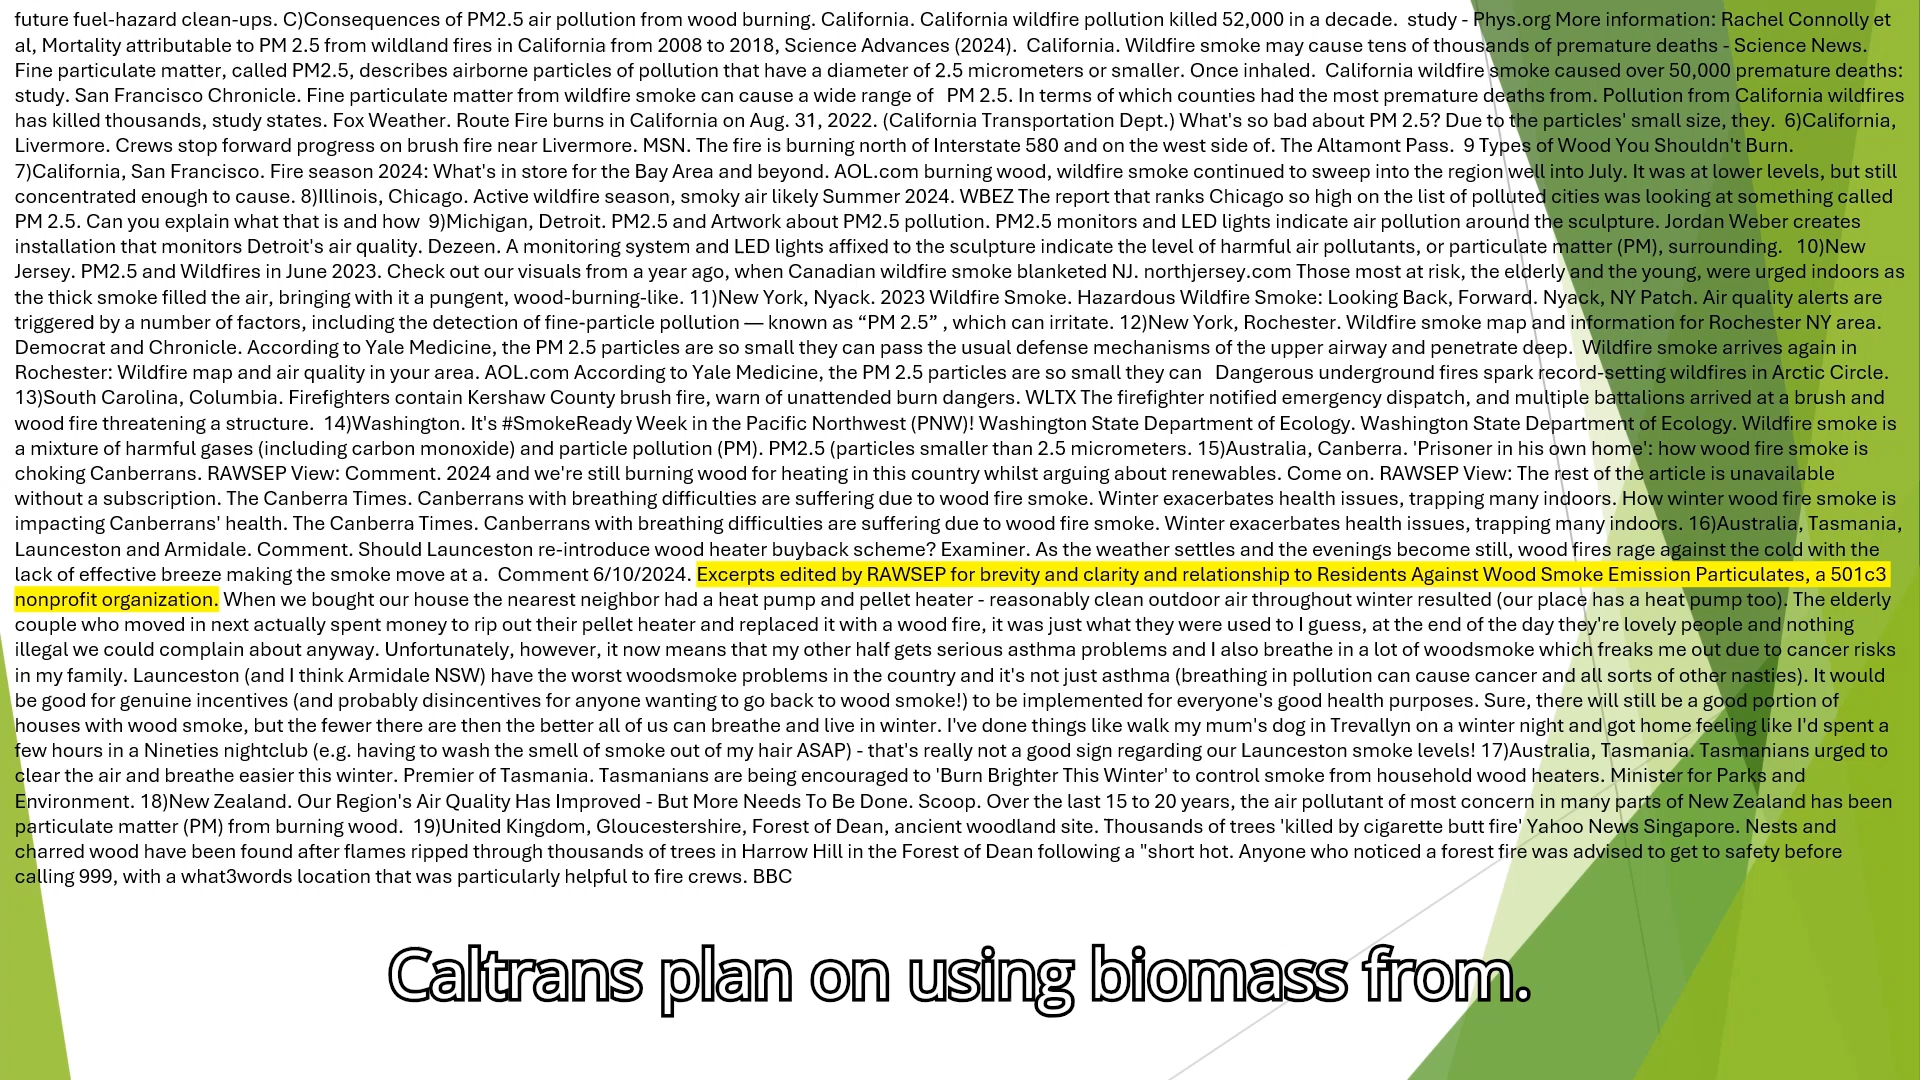 future fuel-hazard clean-ups. C)Consequences of PM2.5 air pollution from wood burning. California. California wildfire pollution killed 52,000 in a decade.  study - Phys.org More information: Rachel Connolly et
al, Mortality attributable to PM 2.5 from wildland fires in California from 2008 to 2018, Science Advances (2024).  California. Wildfire smoke may cause tens of thousands of premature deaths - Science News.
Fine particulate matter, called PM2.5, describes airborne particles of pollution that have a diameter of 2.5 micrometers or smaller. Once inhaled.  California wildfire smoke caused over 50,000 premature deaths:
study. San Francisco Chronicle. Fine particulate matter from wildfire smoke can cause a wide range of   PM 2.5. In terms of which counties had the most premature deaths from. Pollution from California wildfires
has killed thousands, study states. Fox Weather. Route Fire burns in California on Aug. 31, 2022. (California Transportation Dept.) What's so bad about PM 2.5? Due to the particles' small size, they.  6)California,
Livermore. Crews stop forward progress on brush fire near Livermore. MSN. The fire is burning north of Interstate 580 and on the west side of. The Altamont Pass.  9 Types of Wood You Shouldn't Burn.
7)California, San Francisco. Fire season 2024: What's in store for the Bay Area and beyond. AOL.com burning wood, wildfire smoke continued to sweep into the region well into July. It was at lower levels, but still
concentrated enough to cause. 8)Illinois, Chicago. Active wildfire season, smoky air likely Summer 2024. WBEZ The report that ranks Chicago so high on the list of polluted cities was looking at something called
PM 2.5. Can you explain what that is and how  9)Michigan, Detroit. PM2.5 and Artwork about PM2.5 pollution. PM2.5 monitors and LED lights indicate air pollution around the sculpture. Jordan Weber creates
installation that monitors Detroit's air quality. Dezeen. A monitoring system and LED lights affixed to the sculpture indicate the level of harmful air pollutants, or particulate matter (PM), surrounding.   10)New
Jersey. PM2.5 and Wildfires in June 2023. Check out our visuals from a year ago, when Canadian wildfire smoke blanketed NJ. northjersey.com Those most at risk, the elderly and the young, were urged indoors as
the thick smoke filled the air, bringing with it a pungent, wood-burning-like. 11)New York, Nyack. 2023 Wildfire Smoke. Hazardous Wildfire Smoke: Looking Back, Forward. Nyack, NY Patch. Air quality alerts are
triggered by a number of factors, including the detection of fine-particle pollution — known as “PM 2.5” , which can irritate. 12)New York, Rochester. Wildfire smoke map and information for Rochester NY area.
Democrat and Chronicle. According to Yale Medicine, the PM 2.5 particles are so small they can pass the usual defense mechanisms of the upper airway and penetrate deep.  Wildfire smoke arrives again in
Rochester: Wildfire map and air quality in your area. AOL.com According to Yale Medicine, the PM 2.5 particles are so small they can   Dangerous underground fires spark record-setting wildfires in Arctic Circle.
13)South Carolina, Columbia. Firefighters contain Kershaw County brush fire, warn of unattended burn dangers. WLTX The firefighter notified emergency dispatch, and multiple battalions arrived at a brush and
wood fire threatening a structure.  14)Washington. It's #SmokeReady Week in the Pacific Northwest (PNW)! Washington State Department of Ecology. Washington State Department of Ecology. Wildfire smoke is
a mixture of harmful gases (including carbon monoxide) and particle pollution (PM). PM2.5 (particles smaller than 2.5 micrometers. 15)Australia, Canberra. 'Prisoner in his own home': how wood fire smoke is
choking Canberrans. RAWSEP View: Comment. 2024 and we're still burning wood for heating in this country whilst arguing about renewables. Come on. RAWSEP View: The rest of the article is unavailable
without a subscription. The Canberra Times. Canberrans with breathing difficulties are suffering due to wood fire smoke. Winter exacerbates health issues, trapping many indoors. How winter wood fire smoke is
impacting Canberrans' health. The Canberra Times. Canberrans with breathing difficulties are suffering due to wood fire smoke. Winter exacerbates health issues, trapping many indoors. 16)Australia, Tasmania,
Launceston and Armidale. Comment. Should Launceston re-introduce wood heater buyback scheme? Examiner. As the weather settles and the evenings become still, wood fires rage against the cold with the
lack of effective breeze making the smoke move at a.  Comment 6/10/2024. Excerpts edited by RAWSEP for brevity and clarity and relationship to Residents Against Wood Smoke Emission Particulates, a 501c3
nonprofit organization. When we bought our house the nearest neighbor had a heat pump and pellet heater - reasonably clean outdoor air throughout winter resulted (our place has a heat pump too). The elderly
couple who moved in next actually spent money to rip out their pellet heater and replaced it with a wood fire, it was just what they were used to I guess, at the end of the day they're lovely people and nothing
illegal we could complain about anyway. Unfortunately, however, it now means that my other half gets serious asthma problems and I also breathe in a lot of woodsmoke which freaks me out due to cancer risks
in my family. Launceston (and I think Armidale NSW) have the worst woodsmoke problems in the country and it's not just asthma (breathing in pollution can cause cancer and all sorts of other nasties). It would
be good for genuine incentives (and probably disincentives for anyone wanting to go back to wood smoke!) to be implemented for everyone's good health purposes. Sure, there will still be a good portion of
houses with wood smoke, but the fewer there are then the better all of us can breathe and live in winter. I've done things like walk my mum's dog in Trevallyn on a winter night and got home feeling like I'd spent a
few hours in a Nineties nightclub (e.g. having to wash the smell of smoke out of my hair ASAP) - that's really not a good sign regarding our Launceston smoke levels! 17)Australia, Tasmania. Tasmanians urged to
clear the air and breathe easier this winter. Premier of Tasmania. Tasmanians are being encouraged to 'Burn Brighter This Winter' to control smoke from household wood heaters. Minister for Parks and
Environment. 18)New Zealand. Our Region's Air Quality Has Improved - But More Needs To Be Done. Scoop. Over the last 15 to 20 years, the air pollutant of most concern in many parts of New Zealand has been
particulate matter (PM) from burning wood.  19)United Kingdom, Gloucestershire, Forest of Dean, ancient woodland site. Thousands of trees 'killed by cigarette butt fire' Yahoo News Singapore. Nests and
charred wood have been found after flames ripped through thousands of trees in Harrow Hill in the Forest of Dean following a "short hot. Anyone who noticed a forest fire was advised to get to safety before
calling 999, with a what3words location that was particularly helpful to fire crews. BBC
Caltrans plan on using biomass from.